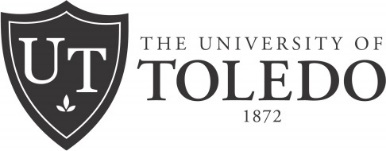 UT
THE UNIVERSITY OF
TOLEDO
1872